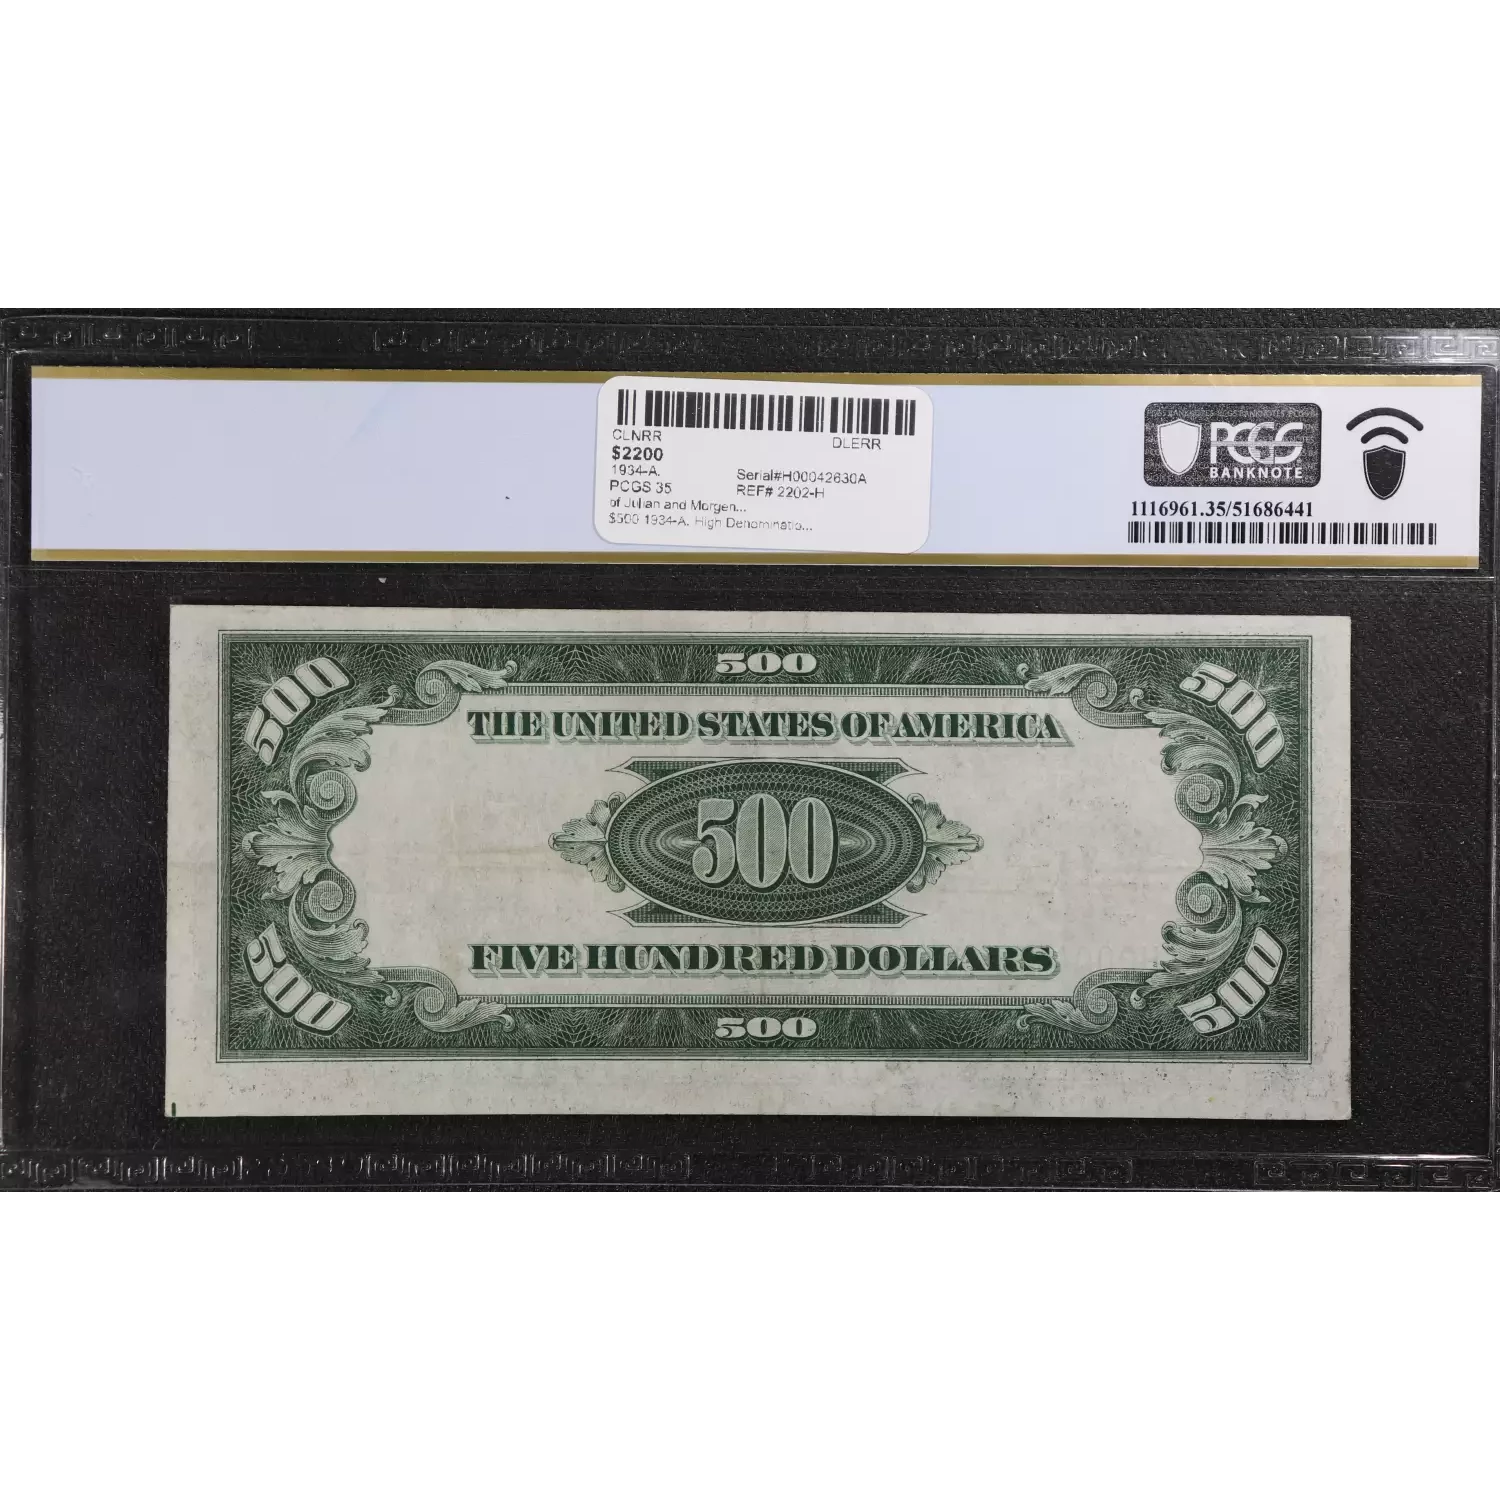 CLNRR
DLERR
$2200
1934-A.
Serial#H00042630A
PCGS 35
REF# 2202-H
of Julian and Morgen...
$500 1934-A. High Denominatio...
PCGS
BANKNOTE
1116961.35/51686441
500
500
500
THE UNITED STATES OF AMERICA
500
FIVE HUNDRED DOLLARS
500
500
500